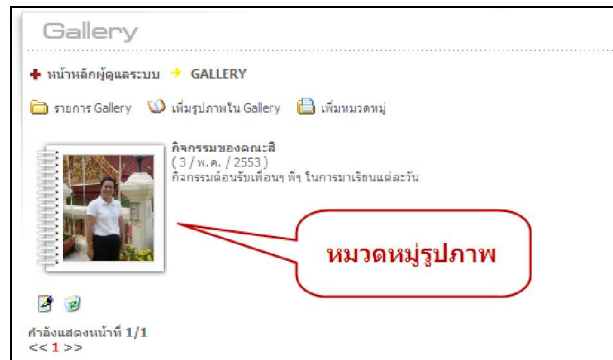 Gallery
หน้าหลักผู้ดูแลระบบ → GALLERY
รายการ Gallery เพิ่มรูปภาพใน Gallery เพิ่มหมวดหมู่
กิจกรรมของคณะสี
( 3 / พ.ค. / 2553 )
กิจกรรมต้อนรับเพื่อนๆ พี่ๆ ในการมาเรียนแต่ละวัน
หมวดหมู่รูปภาพ
กำลังแสดงหน้าที่ 1/1
<< 1 >>